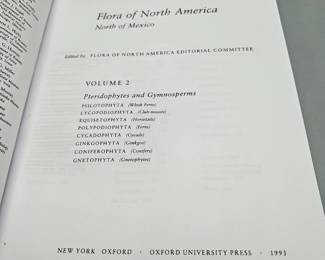 Flora of North America
North of Mexico
Edited by FLORA OF NORTH AMERICA EDITORIAL COMMITTEE
VOLUME 2
Pteridophytes and Gymnosperms
PSILOTOPHYTA (Whisk Ferns)
LYCOPODIOPHYTA (Club-mosses)
EQUISETOPHYTA (Horsetails)
POLYPODIOPHYTA (Ferns)
CYCADOPHYTA (Cycads)
GINKGOPHYTA (Ginkgo)
CONIFEROPHYTA (Conifers)
GNETOPHYTA (Gnetophytes)
NEW YORK OXFORD · OXFORD UNIVERSITY PRESS · 1993